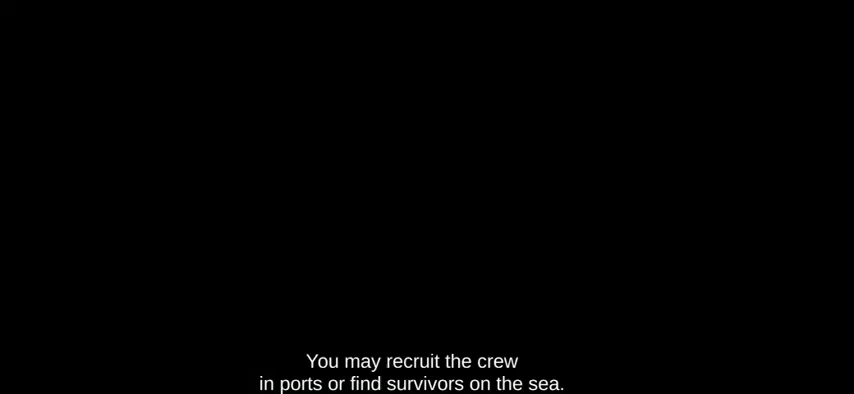 You may recruit the crew
in ports or find survivors on the sea.